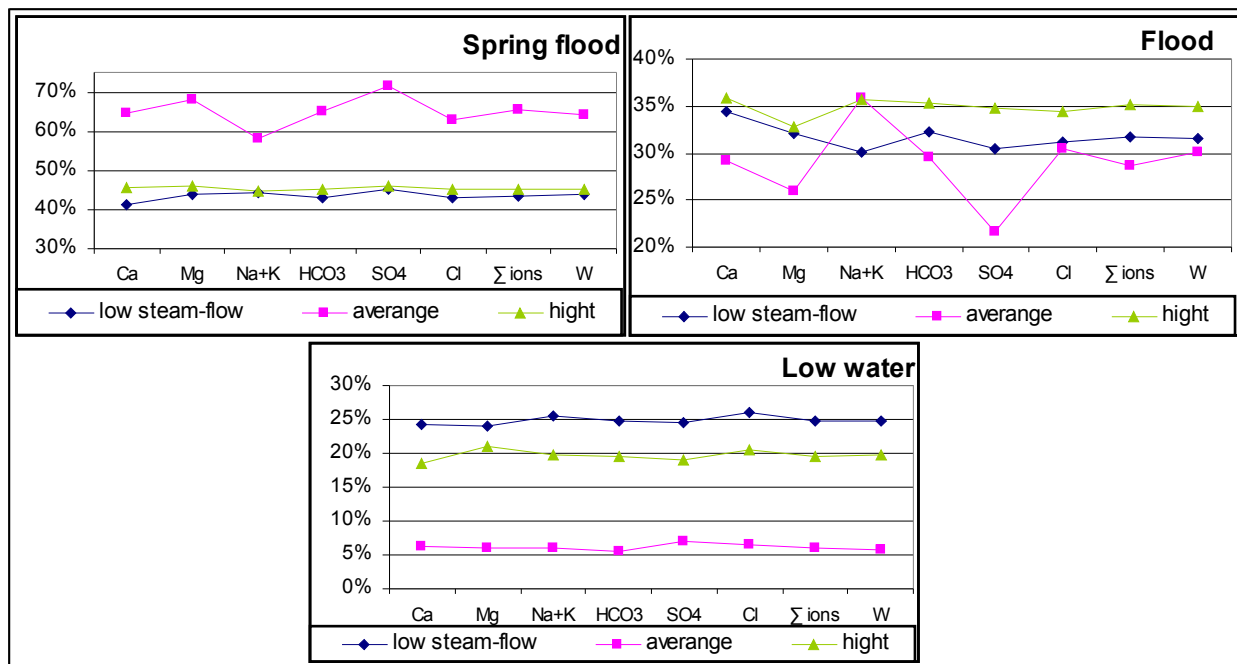 Spring flood
70%
60%
50%
40%
30%
Ca Mg Na+K HCO3 SO4 Cl ∑ ions W
low steam-flow averange hight
Flood
40%
35%
30%
25%
20%
Ca Mg Na+K HCO3 SO4 Cl ∑ ions W
low steam-flow averange hight
Low water
30%
25%
20%
15%
10%
5%
0%
Ca Mg Na+K HCO3 SO4 Cl ∑ ions W
low steam-flow averange hight